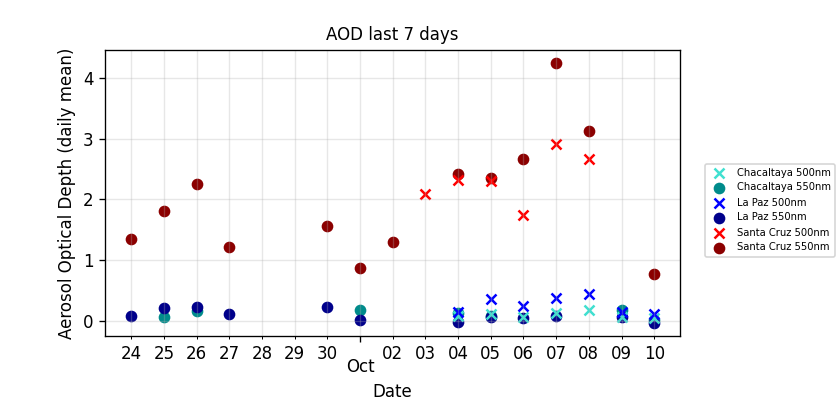 AOD last 7 days
Aerosol Optical Depth (daily mean)
4
3
2
1
0
24 25 26 27 28 29 30 02 03 04 05 06 07 08 09 10
Oct
Date
Chacaltaya 500nm
Chacaltaya 550nm
La Paz 500nm
La Paz 550nm
Santa Cruz 500nm
Santa Cruz 550nm